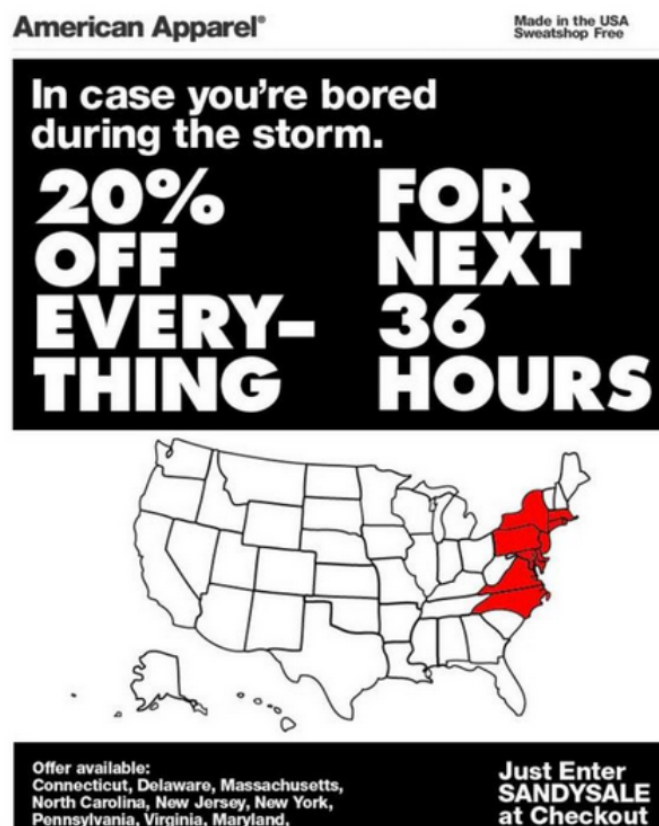 American Apparel®
Made in the USA
Sweatshop Free
In case you're bored
during the storm.
20%
OFF
EVERY-
THING
FOR
NEXT
36
HOURS
Offer available:
Connecticut, Delaware, Massachusetts,
North Carolina, New Jersey, New York,
Pennsylvania, Virginia, Maryland,
Just Enter
SANDYSALE
at Checkout